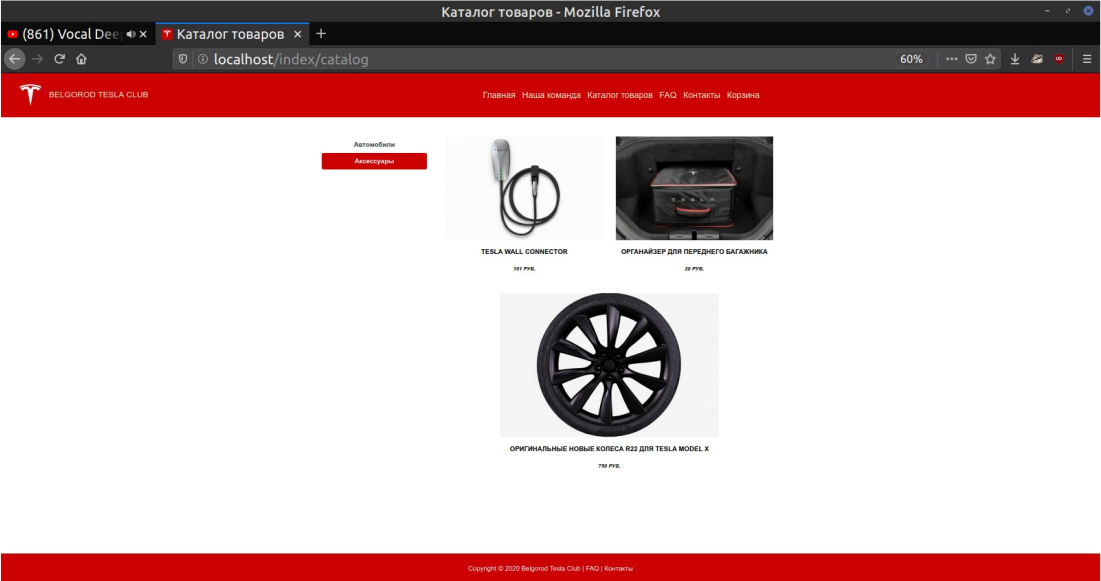 Каталог товаров - Mozilla Firefox
(861) Vocal Dee
Каталог товаров
localhost/index/catalog
60%
BELGOROD TESLA CLUB
Главная Наша команда Каталог товаров FAQ Контакты Корзина
Автомобили
Аксессуары
TESLA WALL CONNECTOR
101 РУБ.
TESLA
ОРГАНАЙЗЕР ДЛЯ ПЕРЕДНЕГО БАГАЖНИКА
20 РУБ.
ОРИГИНАЛЬНЫЕ НОВЫЕ КОЛЕСА R22 ДЛЯ TESLA MODEL X
750 РУБ.
Copyright © 2020 Belgorod Tesla Club | FAQ | Контакты